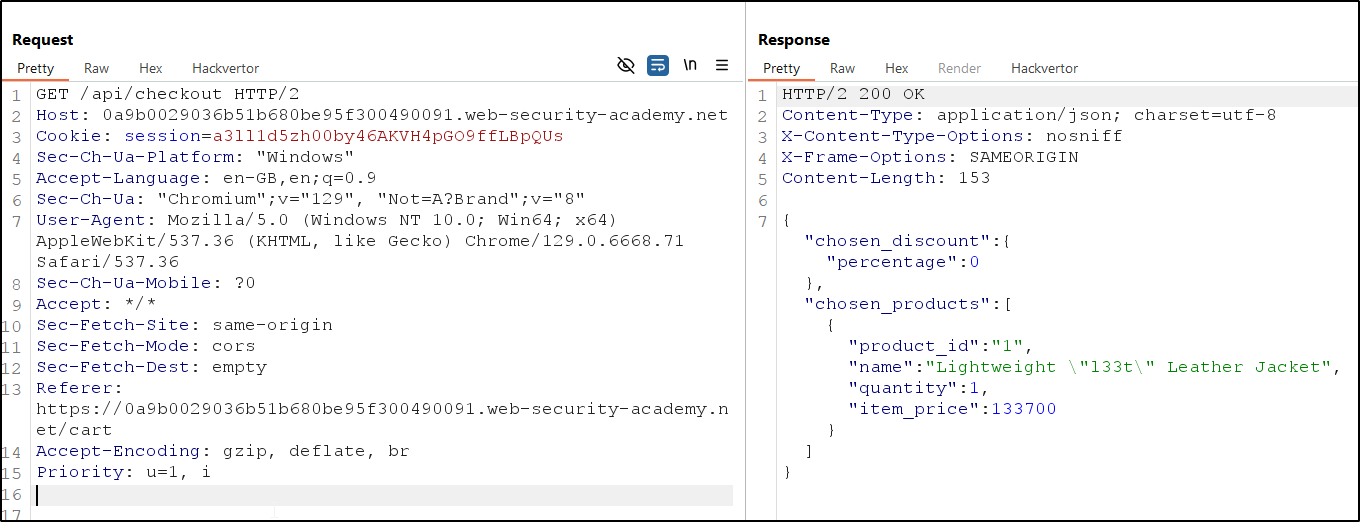 Request
Pretty Raw Hex Hackvertor \n
1 GET /api/checkout HTTP/2
2 Host: 0a9b0029036b51b680be95f300490091.web-security-academy.net
3 Cookie: session=a3ll1d5zh00by46AKVH4pGO9ffLBpQUs
4 Sec-Ch-Ua-Platform: "Windows"
5 Accept-Language: en-GB,en;q=0.9
6 Sec-Ch-Ua: "Chromium";v="129", "Not=A?Brand";v="8"
7 User-Agent: Mozilla/5.0 (Windows NT 10.0; Win64; x64)
AppleWebKit/537.36 (KHTML, like Gecko) Chrome/129.0.6668.71
Safari/537.36
8 Sec-Ch-Ua-Mobile: ?0
9 Accept: */*
10 Sec-Fetch-Site: same-origin
11 Sec-Fetch-Mode: cors
12 Sec-Fetch-Dest: empty
13 Referer:
https://0a9b0029036b51b680be95f300490091.web-security-academy.n
et/cart
14 Accept-Encoding: gzip, deflate, br
15 Priority: u=1, i
16
17
Response
Pretty Raw Hex Render Hackvertor
1 HTTP/2 200 OK
2 Content-Type: application/json; charset=utf-8
3 X-Content-Type-Options: nosniff
4 X-Frame-Options: SAMEORIGIN
5 Content-Length: 153
6
7 {
"chosen_discount":{
"percentage":0
},
"chosen_products":[
{
"product_id":"1",
"name":"Lightweight \"l33t\" Leather Jacket",
"quantity":1,
"item_price":133700
}
]
}